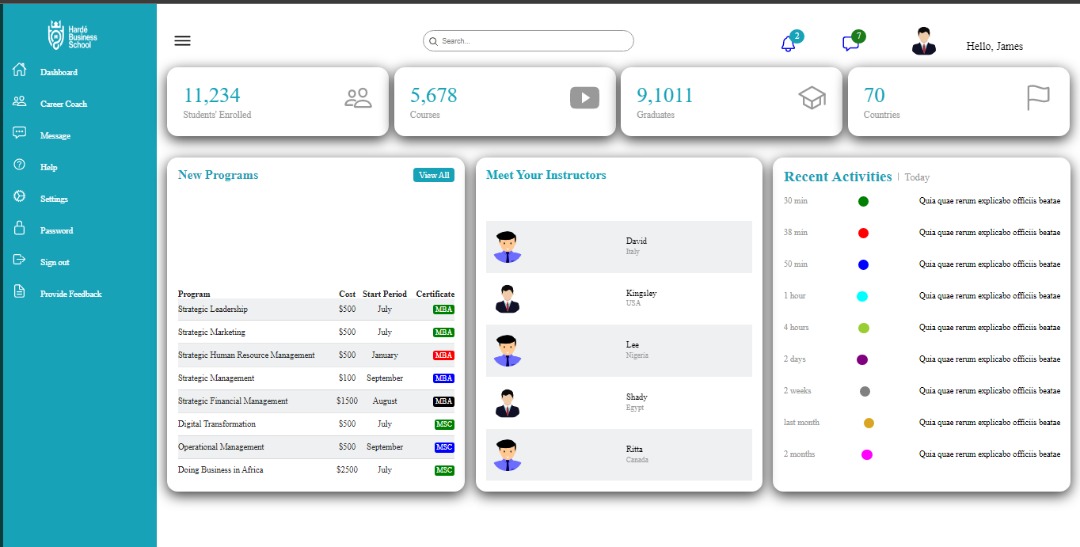 Hardé
Business
School
Dashboard
Career Coach
Message
Help
Settings
Password
Sign out
Provide Feedback
Search...
2
7
Hello, James
11,234
Students' Enrolled
5,678
Courses
9,1011
Graduates
70
Countries
New Programs View All
Program Cost Start Period Certificate
Strategic Leadership $500 July MBA
Strategic Marketing $500 July MBA
Strategic Human Resource Management $500 January MBA
Strategic Management $100 September MBA
Strategic Financial Management $1500 August MBA
Digital Transformation $500 July MSC
Operational Management $500 September MSC
Doing Business in Africa $2500 July MSC
Meet Your Instructors
David
Italy
Kingsley
USA
Lee
Nigeria
Shady
Egypt
Ritta
Canada
Recent Activities | Today
30 min Quia quae rerum explicabo officiis beatae
38 min Quia quae rerum explicabo officiis beatae
50 min Quia quae rerum explicabo officiis beatae
1 hour Quia quae rerum explicabo officiis beatae
4 hours Quia quae rerum explicabo officiis beatae
2 days Quia quae rerum explicabo officiis beatae
2 weeks Quia quae rerum explicabo officiis beatae
last month Quia quae rerum explicabo officiis beatae
2 months Quia quae rerum explicabo officiis beatae